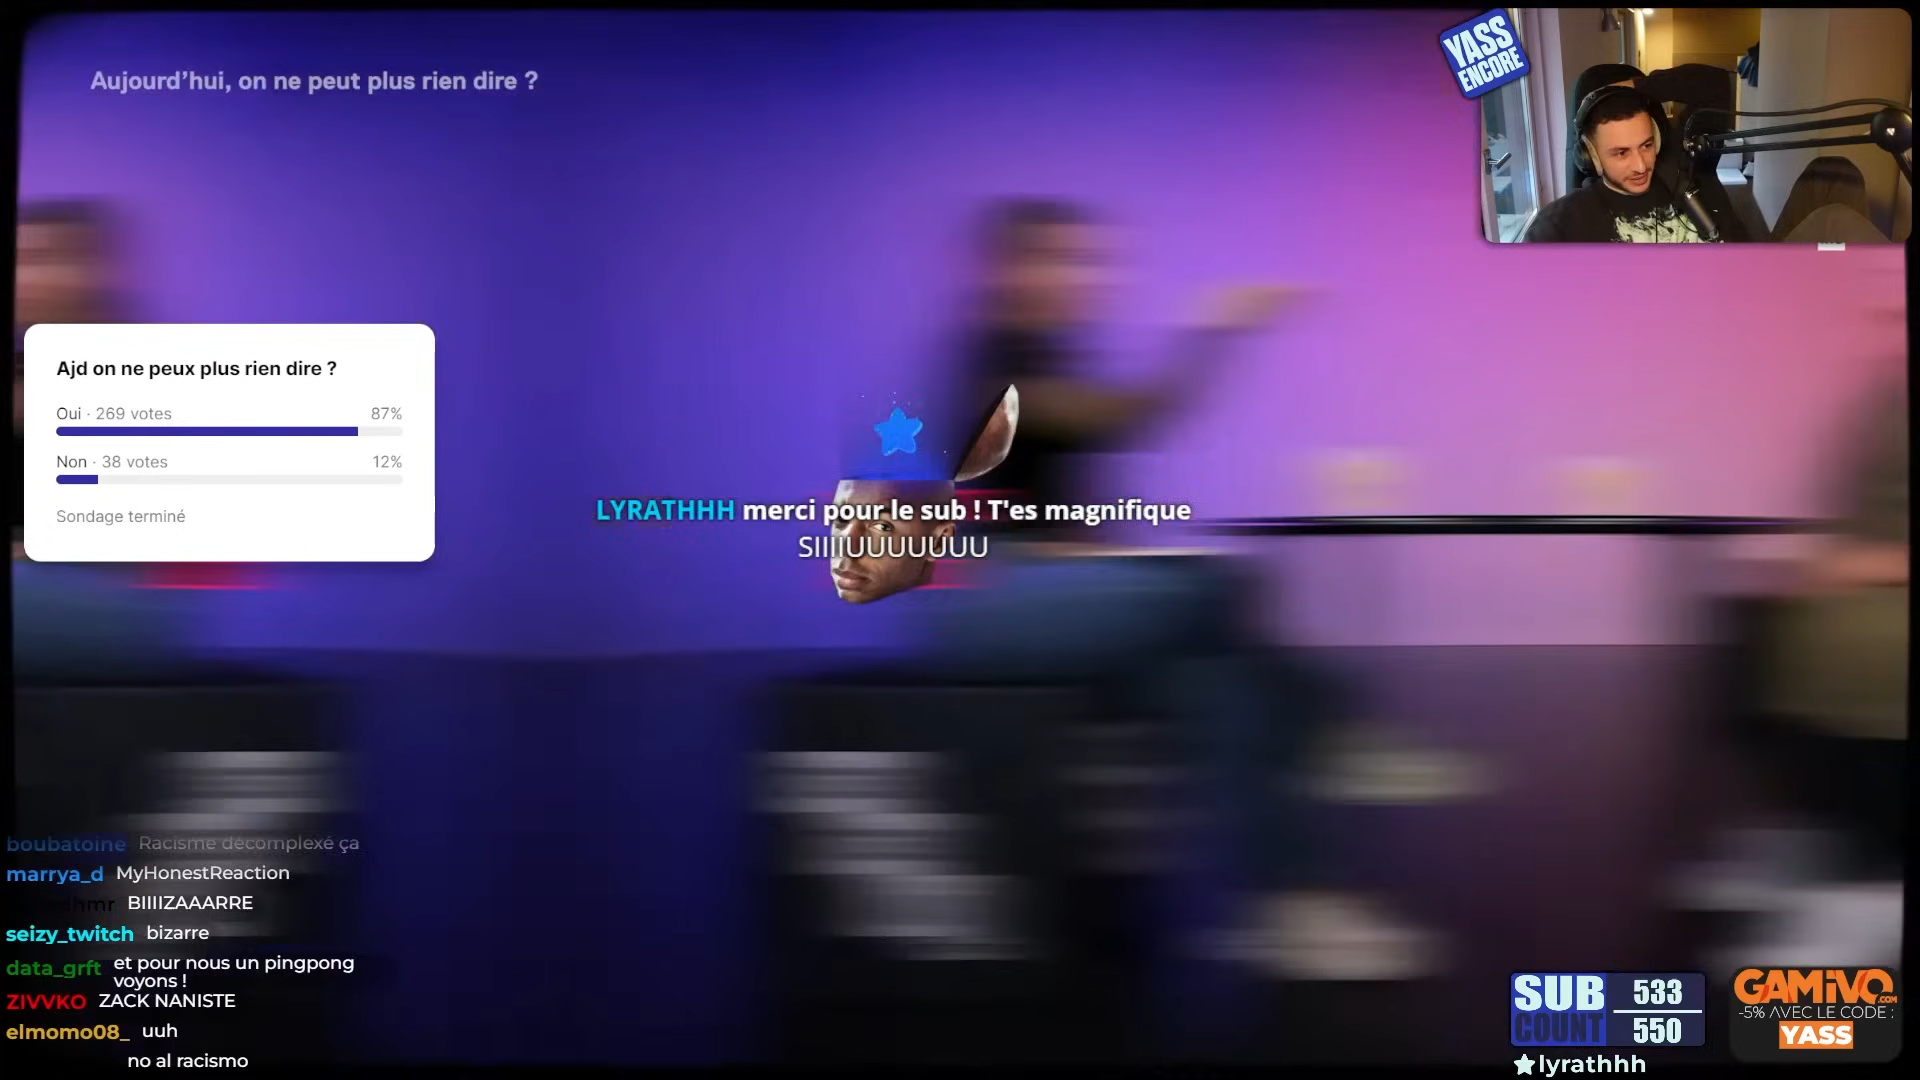 Aujourd’hui, on ne peut plus rien dire ?
YASS
ENCORE
Ajd on ne peux plus rien dire ?
Oui · 269 votes 87%
Non · 38 votes 12%
Sondage terminé
LYRATHHH merci pour le sub ! T'es magnifique
SIIIIUUUUUUU
boubatoine Racisme décomplexé ça
marrya_d MyHonestReaction
BIIIIZAAARRE
seizy_twitch bizarre
data_grft et pour nous un pingpong
voyons !
ZIVVKO ZACK NANISTE
elmomo08_ uuh
no al racismo
SUB 533
COUNT 550
lyrathhh
GAMIVO.COM
-5% AVEC LE CODE :
YASS